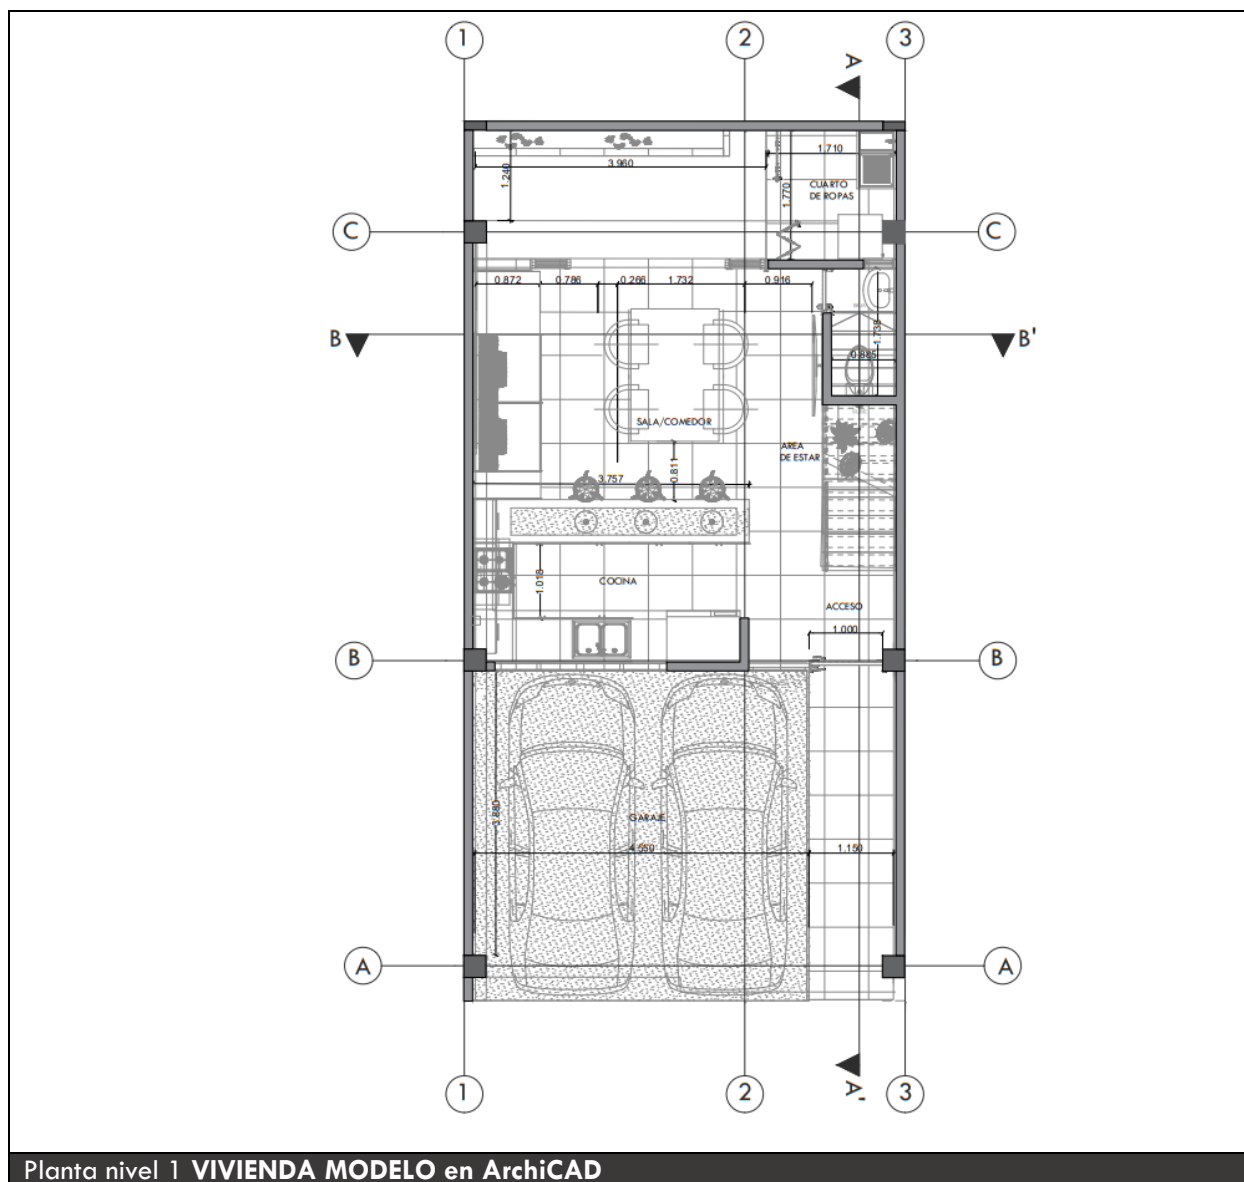 1
2
3
A
1.710
3.960
1.240
1.770
CUARTO
DE ROPAS
C
C
0.872
0.786
0.266
1.732
0.916
B
B'
1.735
0.885
SALA/COMEDOR
AREA
DE ESTAR
0.811
3.757
1.018
COCINA
ACCESO
1.000
B
B
3.880
GARAJE
4.550
1.150
A
A
1
2
A'
3
Planta nivel 1 VIVIENDA MODELO en ArchiCAD